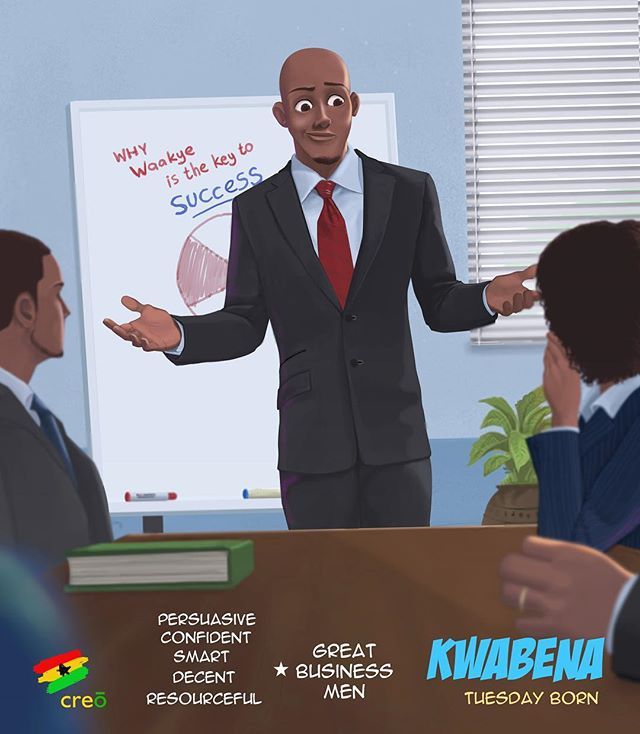 WHY
Waakye
is the key to
SUCCESS
PERSUASIVE
CONFIDENT
SMART
DECENT
RESOURCEFUL
GREAT
★ BUSINESS
MEN
KWABENA
TUESDAY BORN
creō